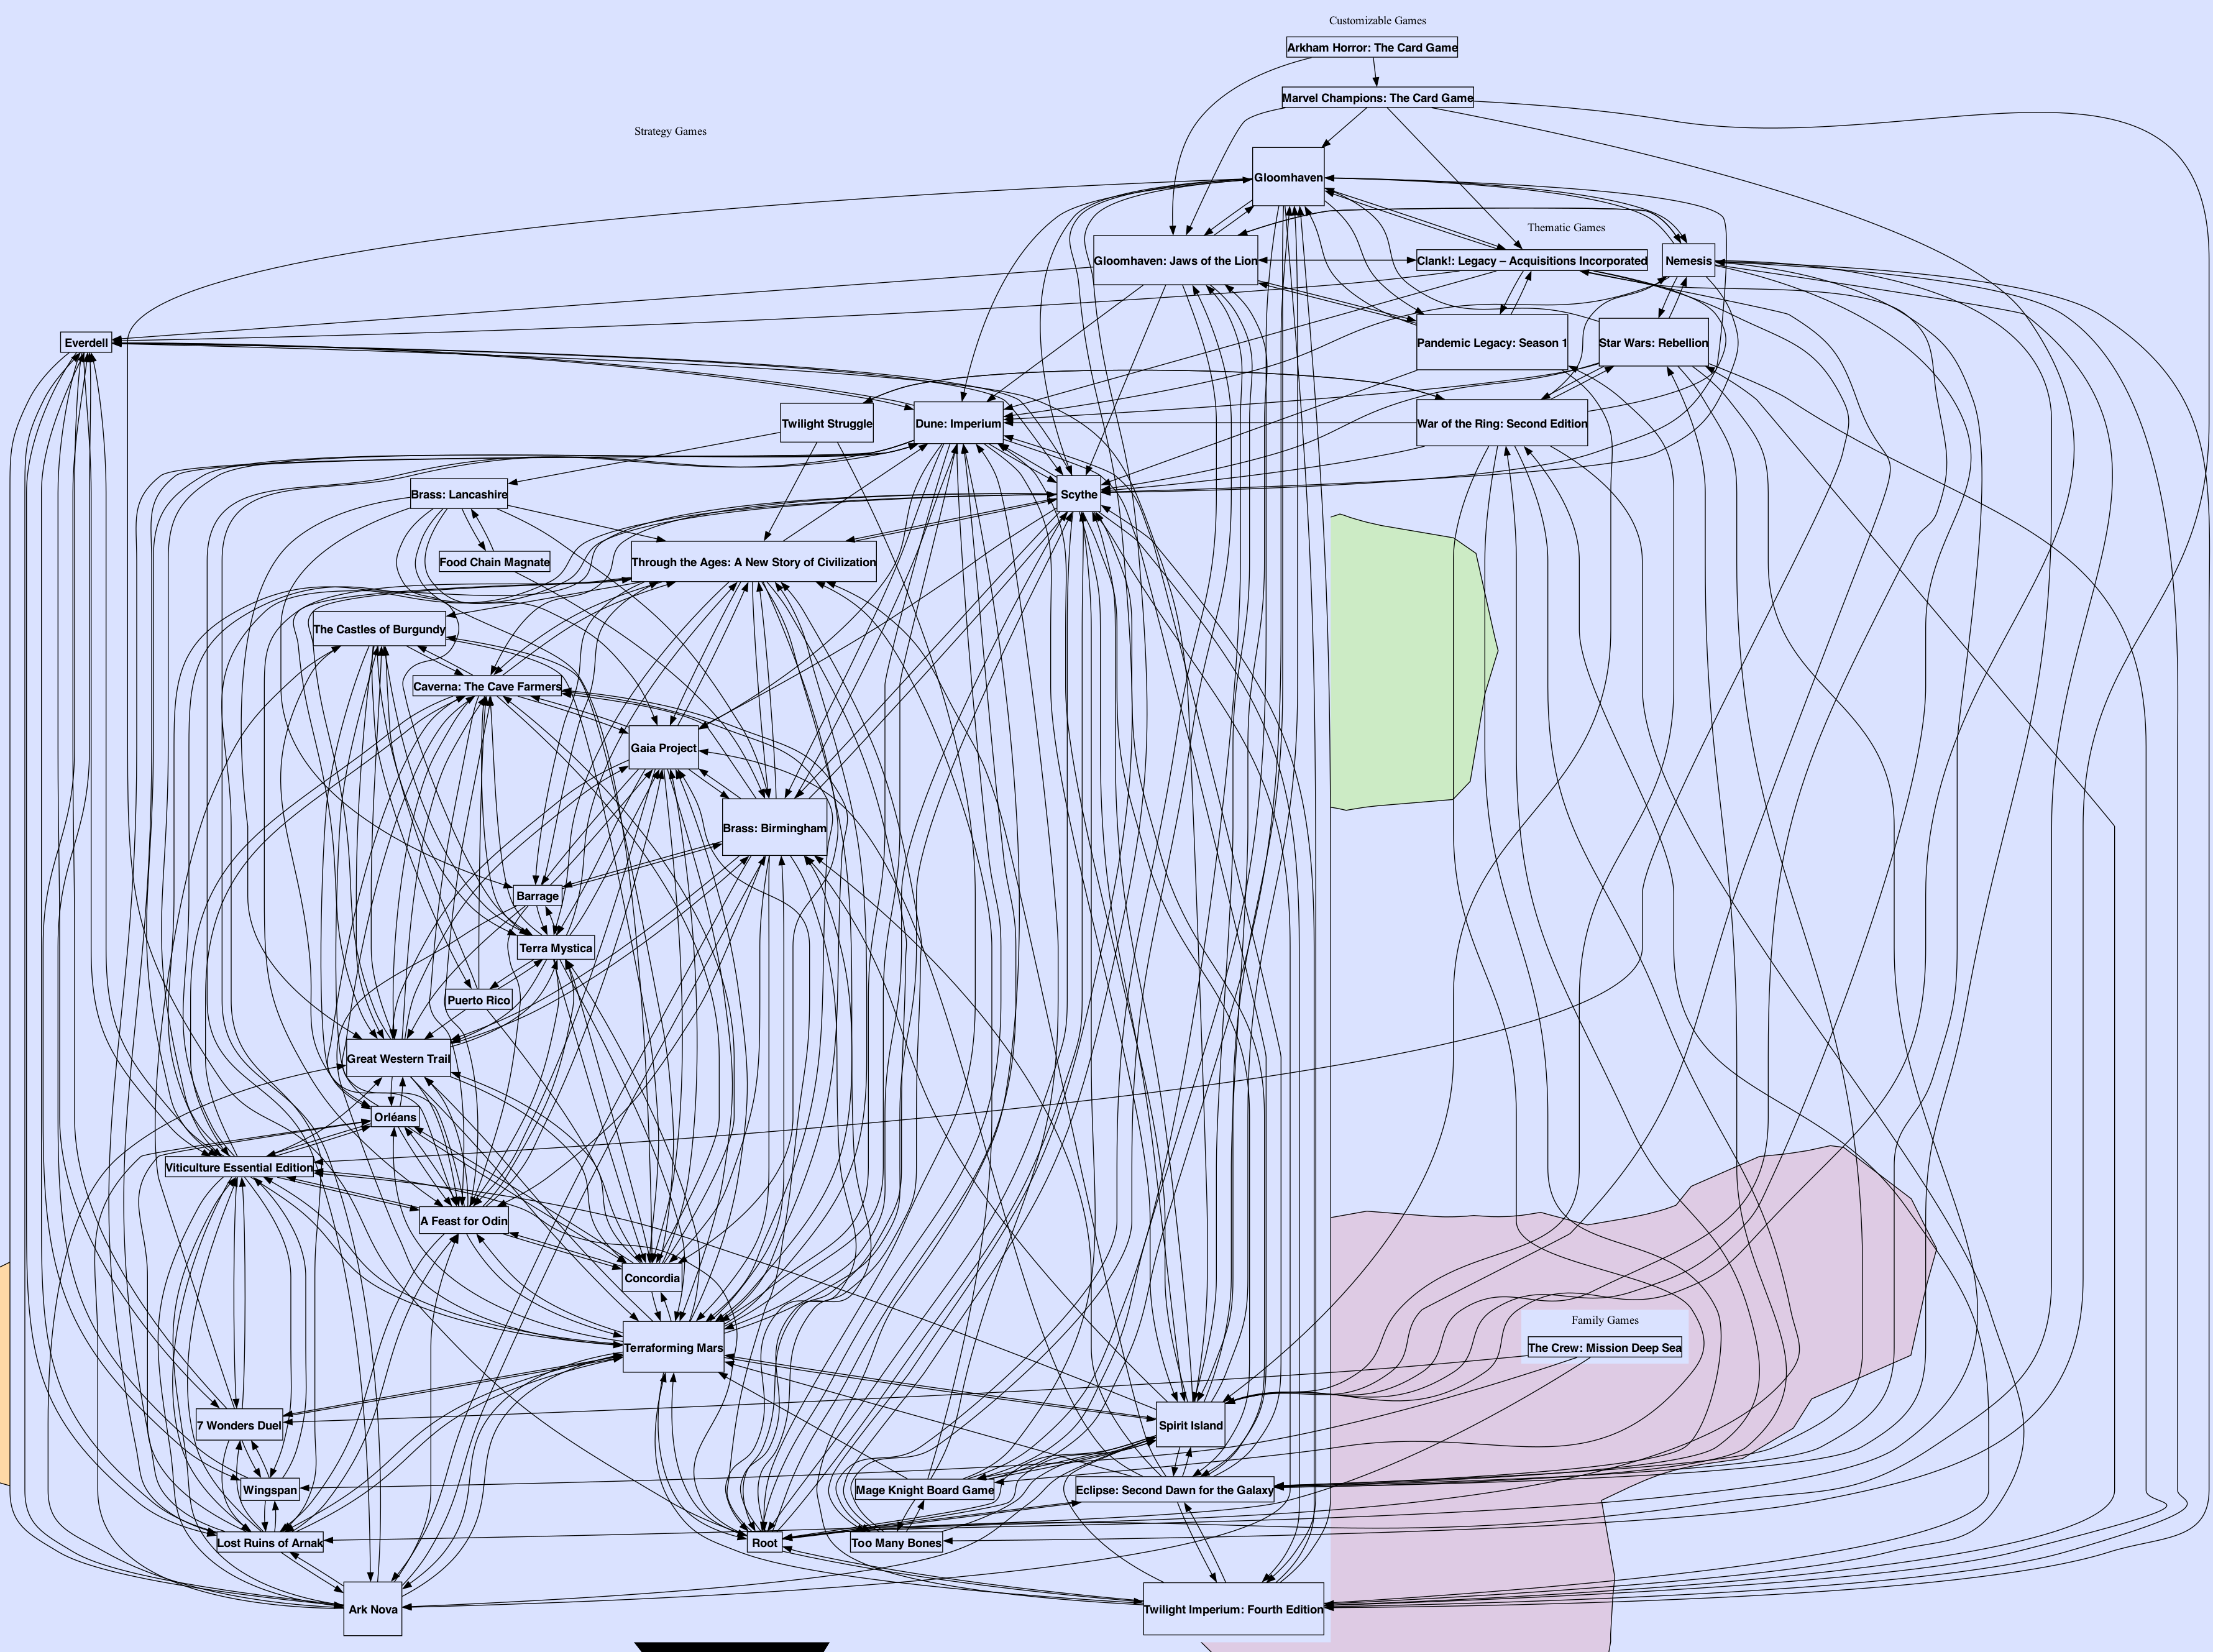 Customizable Games
Arkham Horror: The Card Game
Marvel Champions: The Card Game
Strategy Games
Gloomhaven
Thematic Games
Gloomhaven: Jaws of the Lion
Clank!: Legacy – Acquisitions Incorporated
Nemesis
Everdell
Pandemic Legacy: Season 1
Star Wars: Rebellion
Twilight Struggle
Dune: Imperium
War of the Ring: Second Edition
Brass: Lancashire
Scythe
Food Chain Magnate
Through the Ages: A New Story of Civilization
The Castles of Burgundy
Caverna: The Cave Farmers
Gaia Project
Brass: Birmingham
Barrage
Terra Mystica
Puerto Rico
Great Western Trail
Orléans
Viticulture Essential Edition
A Feast for Odin
Concordia
Family Games
Terraforming Mars
The Crew: Mission Deep Sea
7 Wonders Duel
Spirit Island
Wingspan
Mage Knight Board Game
Eclipse: Second Dawn for the Galaxy
Lost Ruins of Arnak
Root
Too Many Bones
Ark Nova
Twilight Imperium: Fourth Edition